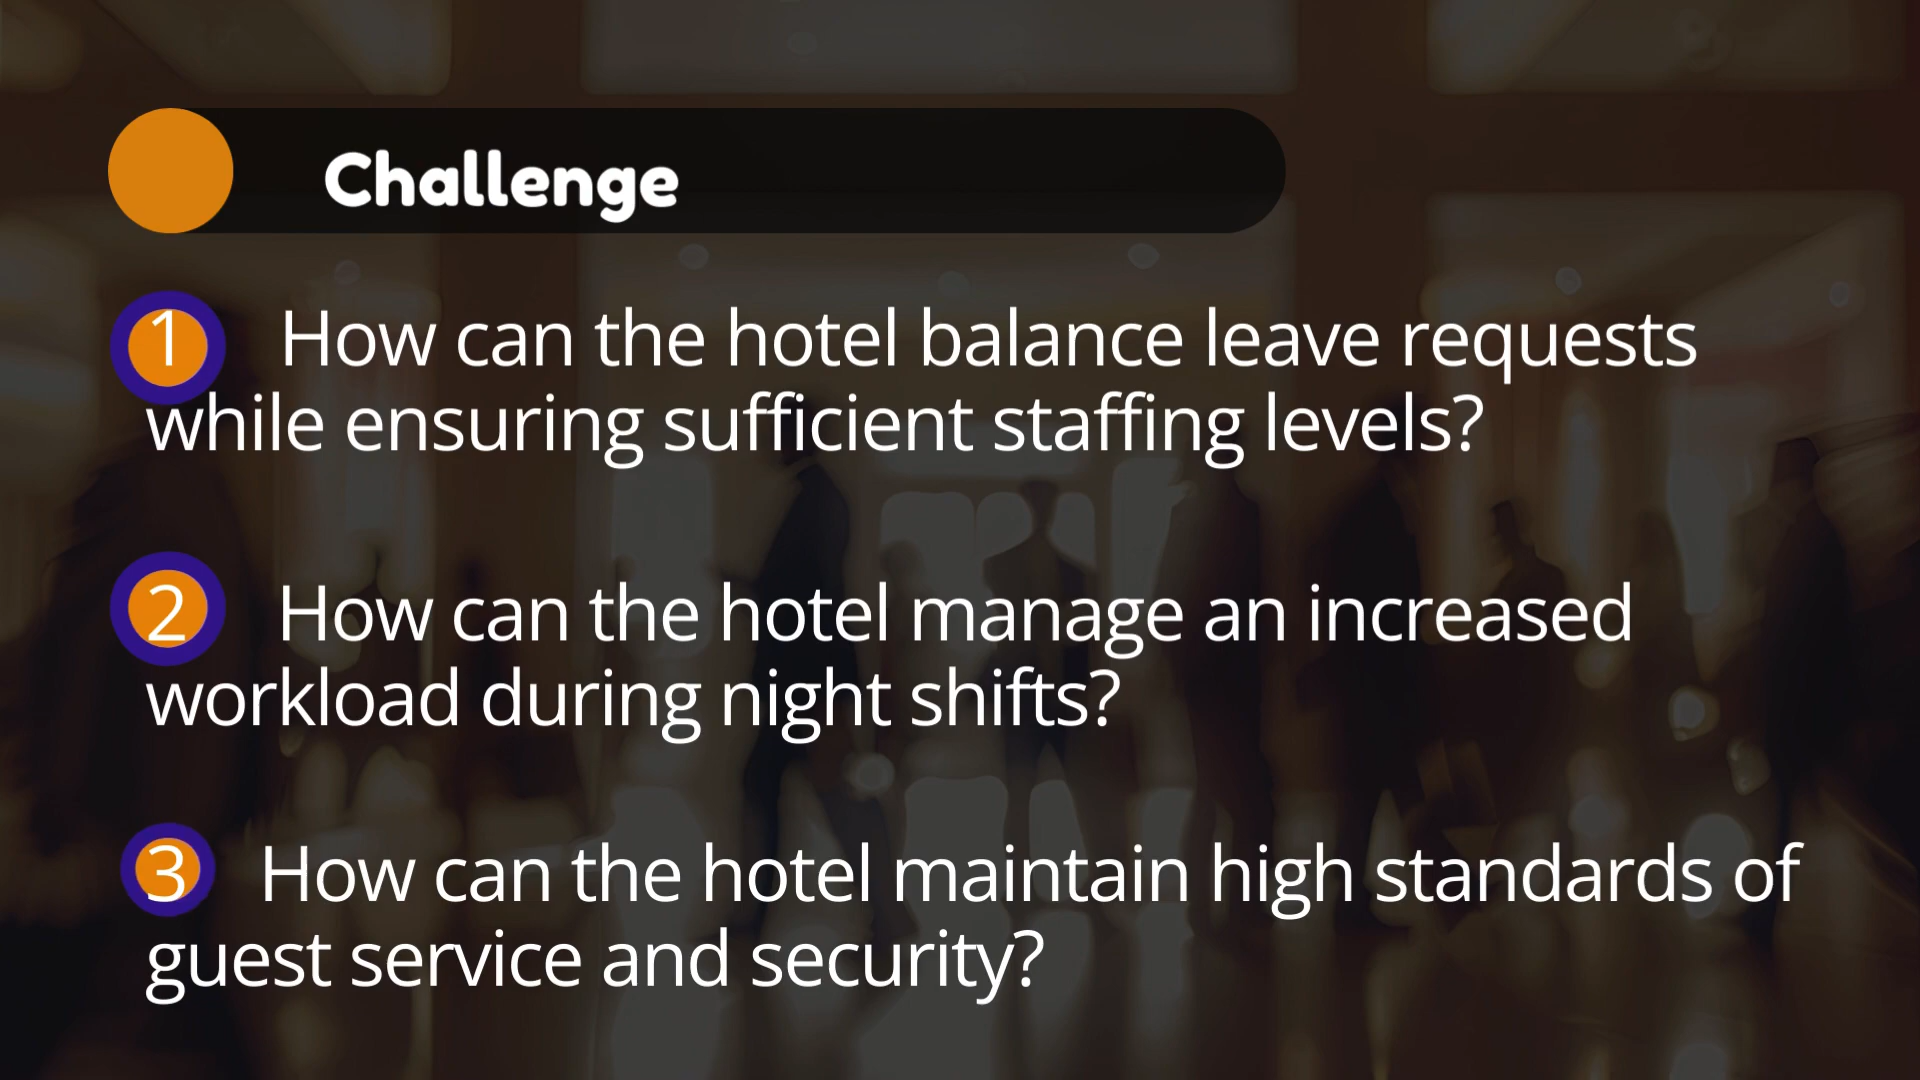 Challenge
1 How can the hotel balance leave requests
while ensuring sufficient staffing levels?
2 How can the hotel manage an increased
workload during night shifts?
3 How can the hotel maintain high standards of
guest service and security?